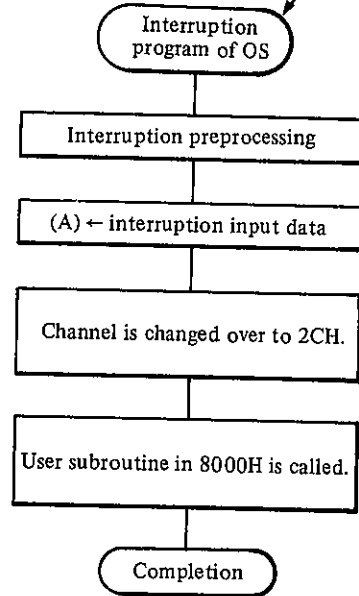 Interruption
program of OS
Interruption preprocessing
(A) ← interruption input data
Channel is changed over to 2CH.
User subroutine in 8000H is called.
Completion